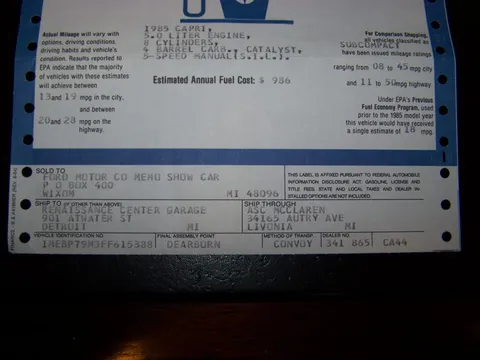 1985 CAPRI,
5.0 LITER ENGINE,
8 CYLINDERS,
4 BARREL CARB., CATALYST,
5-SPEED MANUAL(S.I.L.).
Estimated Annual Fuel Cost: $ 986
Actual Mileage will vary with
options, driving conditions,
driving habits and vehicle's
condition. Results reported to
EPA indicate that the majority
of vehicles with these estimates
will achieve between
13 and 19 mpg in the city,
and between
20 and 28 mpg on the
highway.
For Comparison Shopping,
all vehicles classified as
SUBCOMPACT
have been issued mileage ratings
ranging from 08 to 45 mpg city
and 11 to 50 mpg highway.
Under EPA's Previous
Fuel Economy Program, used
prior to the 1985 model year
this vehicle would have received
a single estimate of 18 mpg.
SOLD TO
FORD MOTOR CO MENU SHOW CAR
P O BOX 400
WIXOM MI 48096
THIS LABEL IS AFFIXED PURSUANT TO FEDERAL AUTOMOBILE
INFORMATION DISCLOSURE ACT. GASOLINE, LICENSE AND
TITLE FEES, STATE AND LOCAL TAXES AND DEALER IN-
STALLED OPTIONS ARE NOT INCLUDED.
SHIP TO (IF OTHER THAN ABOVE)
RENAISSANCE CENTER GARAGE
901 ATWATER ST
DETROIT MI
SHIP THROUGH
ASC MCCLAREN
34165 AUTRY AVE
LIVONIA MI
VEHICLE IDENTIFICATION NO.
FINAL ASSEMBLY POINT
METHOD OF TRANSP.
DEALER NO.
1MEBP79M3FF615388 DEARBORN CONVOY 341 865 CA44